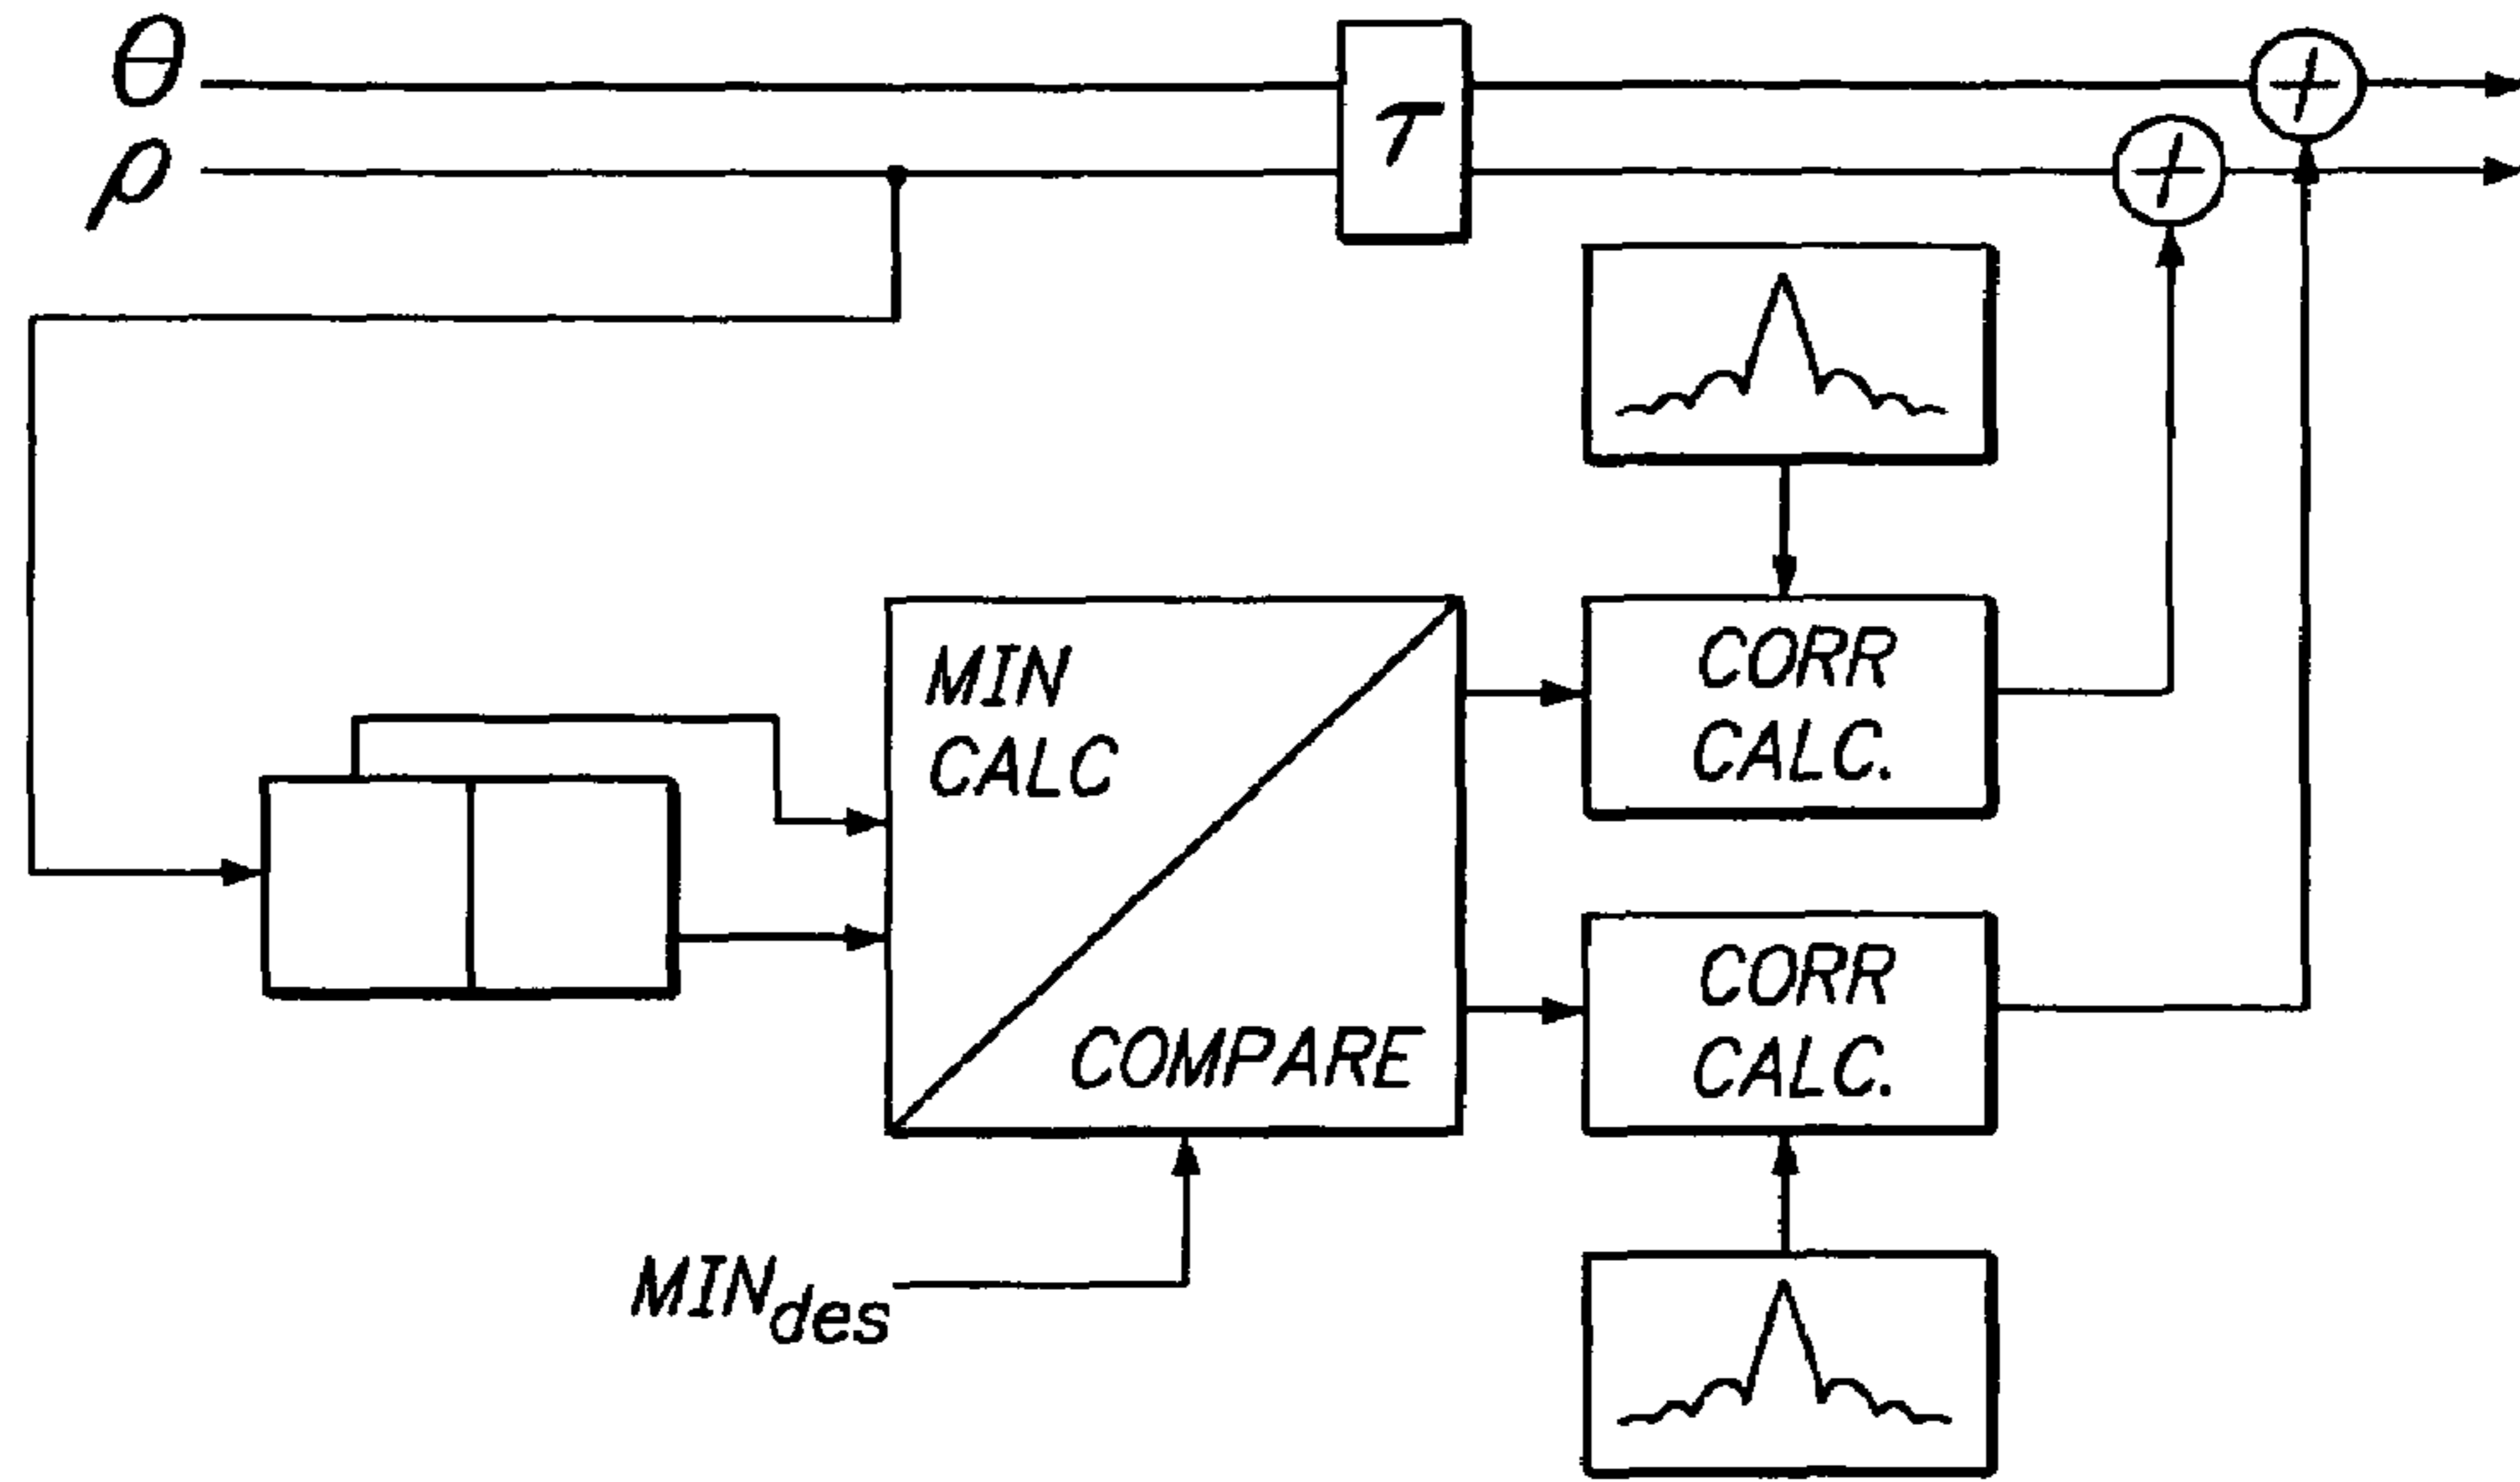 θ
ρ
τ
+
+
MIN
CALC
COMPARE
CORR
CALC.
CORR
CALC.
MINdes